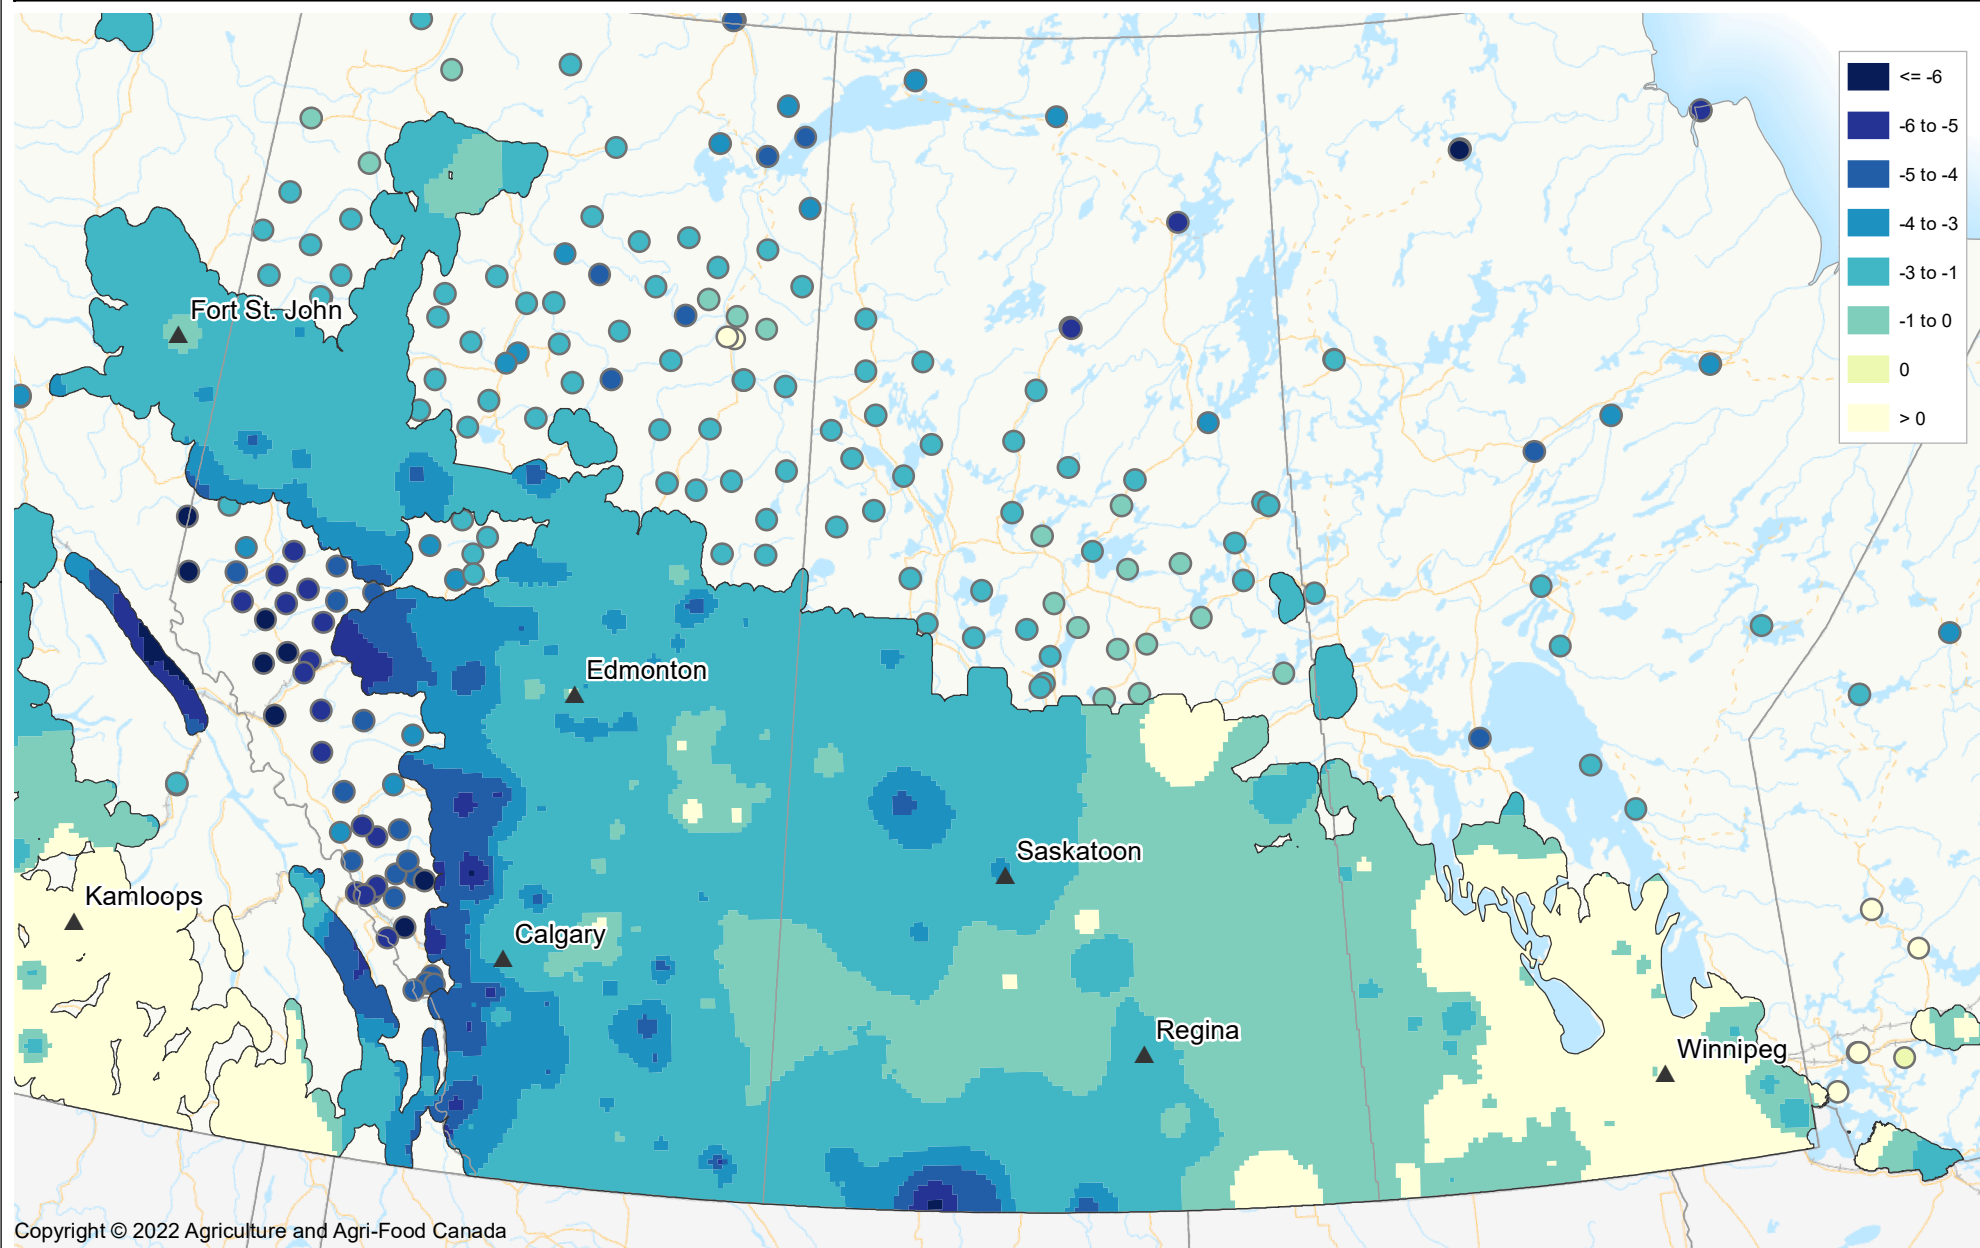 <= -6
-6 to -5
-5 to -4
-4 to -3
-3 to -1
-1 to 0
0
> 0
Fort St. John
Edmonton
Saskatoon
Kamloops
Calgary
Regina
Winnipeg
Copyright © 2022 Agriculture and Agri-Food Canada